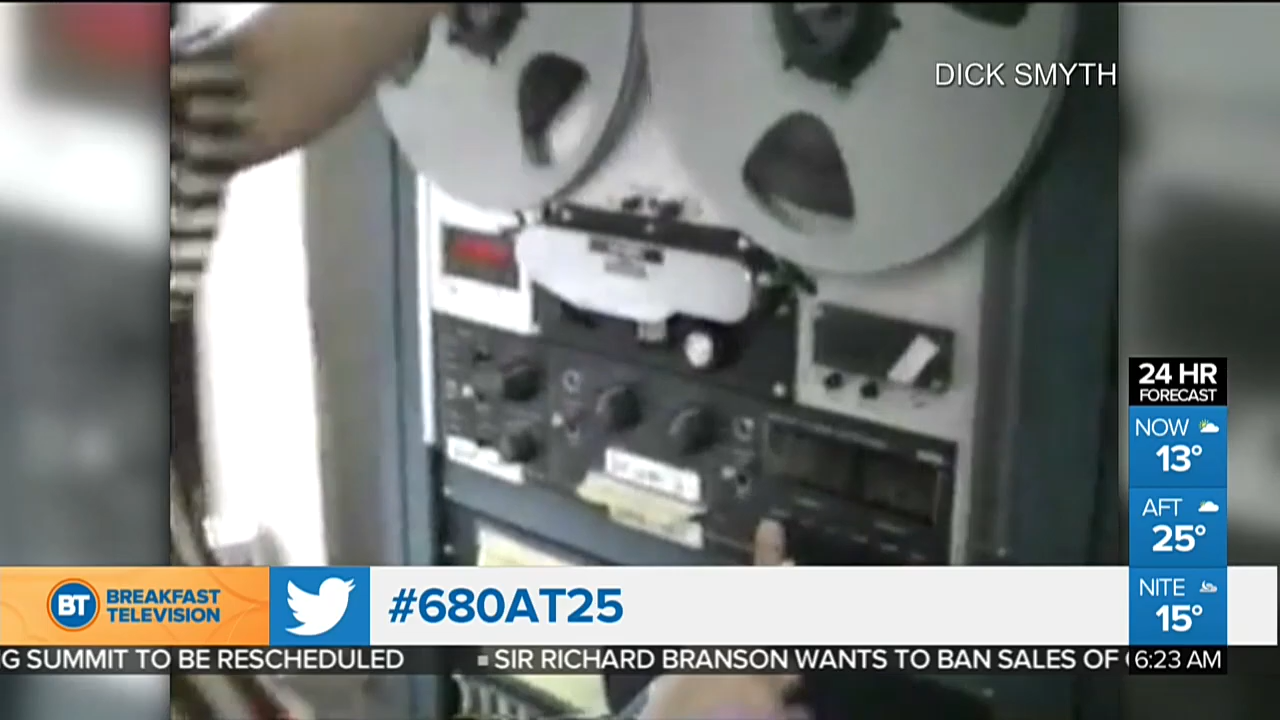 DICK SMYTH
24 HR
FORECAST
NOW
13°
AFT
25°
NITE
15°
BT BREAKFAST
TELEVISION
#680AT25
G SUMMIT TO BE RESCHEDULED ▪ SIR RICHARD BRANSON WANTS TO BAN SALES OF
6:23 AM